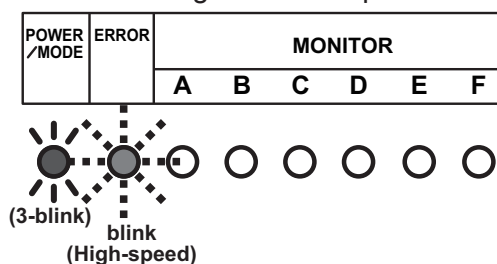 POWER
/MODE
ERROR
MONITOR
A B C D E F
(3-blink)
blink
(High-speed)